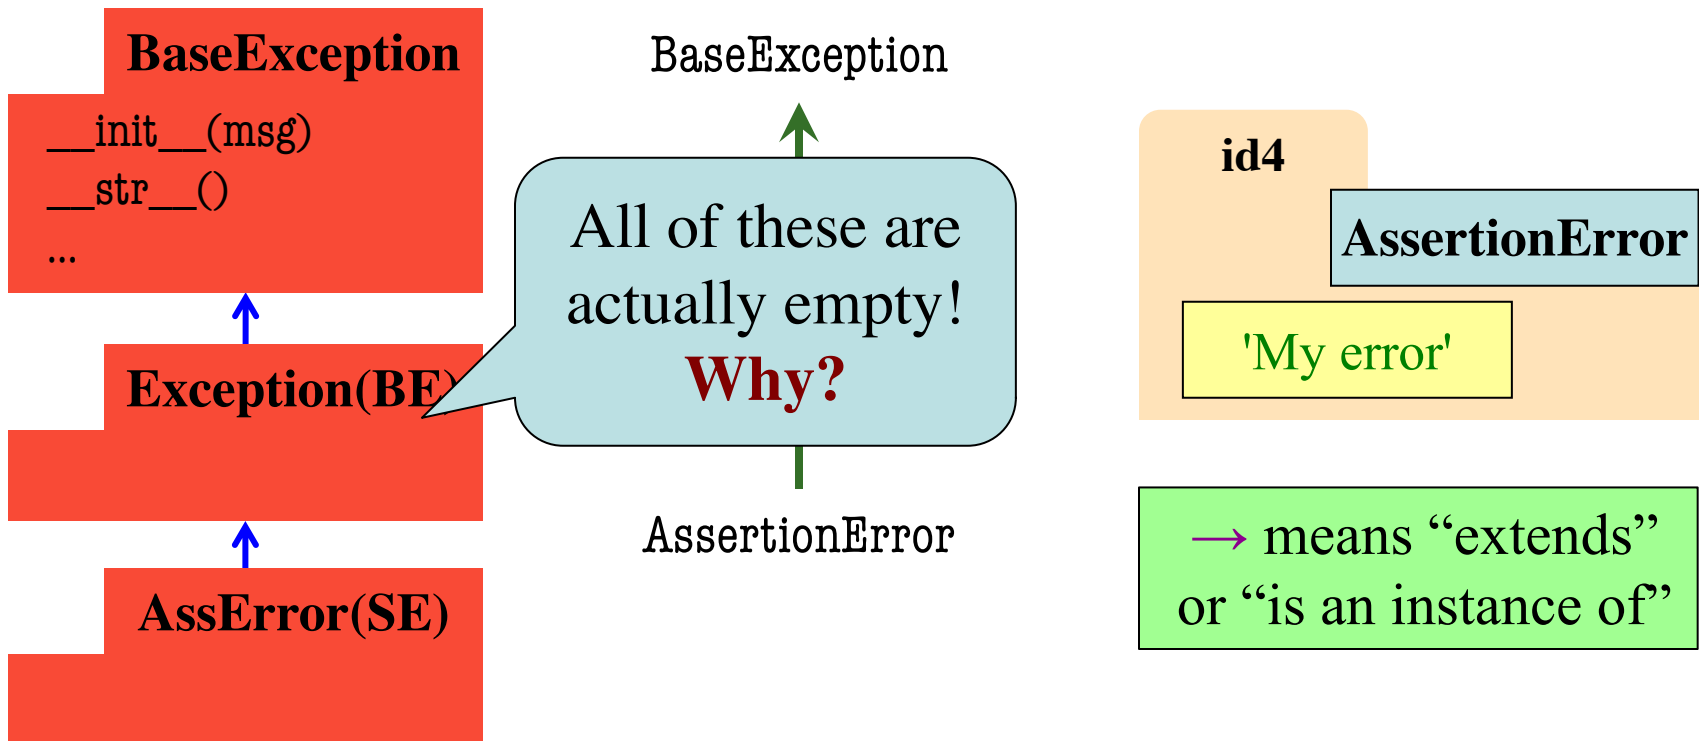 BaseException
__init__(msg)
__str__()
...
Exception(BE)
AssError(SE)
BaseException
All of these are
actually empty!
Why?
AssertionError
id4
AssertionError
'My error'
→ means “extends”
or “is an instance of”